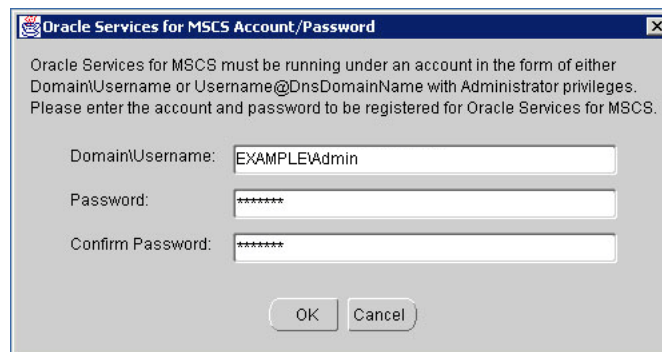 Oracle Services for MSCS Account/Password
Oracle Services for MSCS must be running under an account in the form of either
Domain\Username or Username@DnsDomainName with Administrator privileges.
Please enter the account and password to be registered for Oracle Services for MSCS.
Domain\Username: EXAMPLE\Admin
Password: *******
Confirm Password: *******
OK Cancel